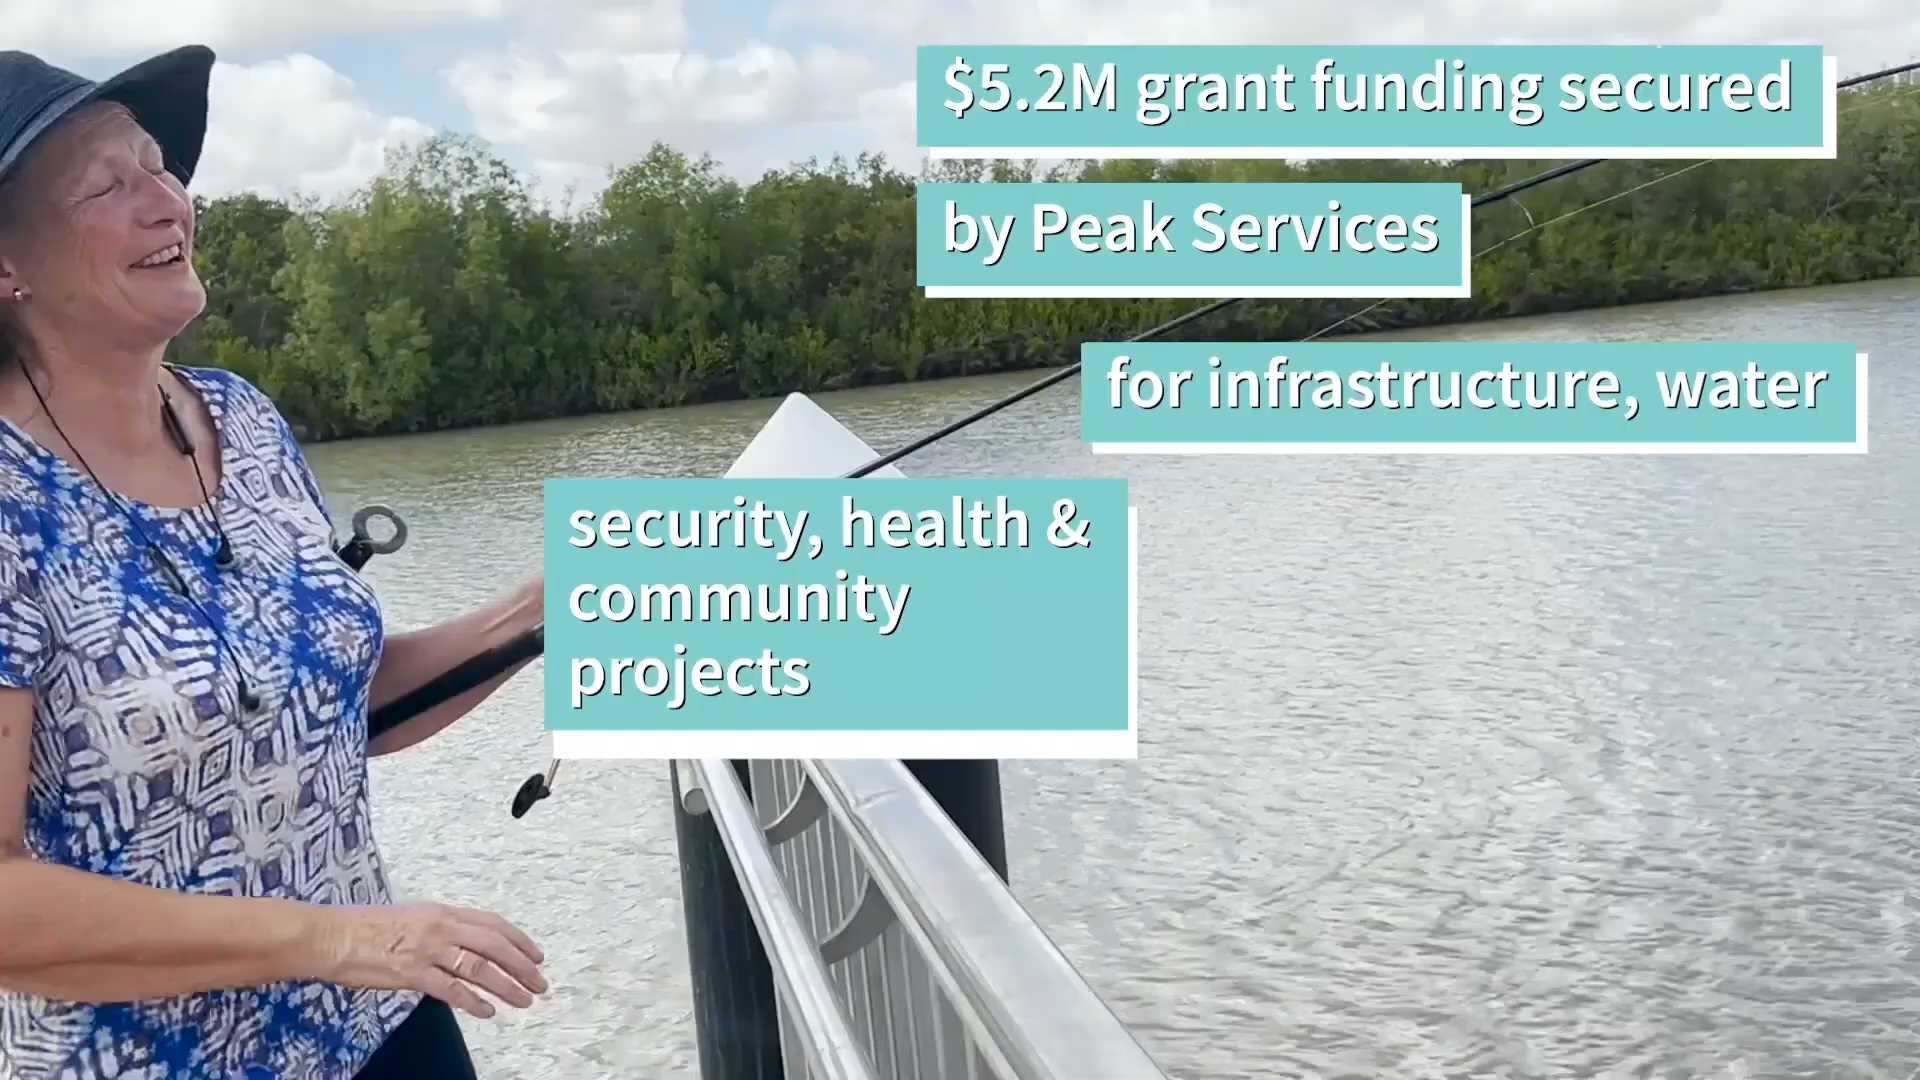 $5.2M grant funding secured
by Peak Services
for infrastructure, water
security, health &
community
projects